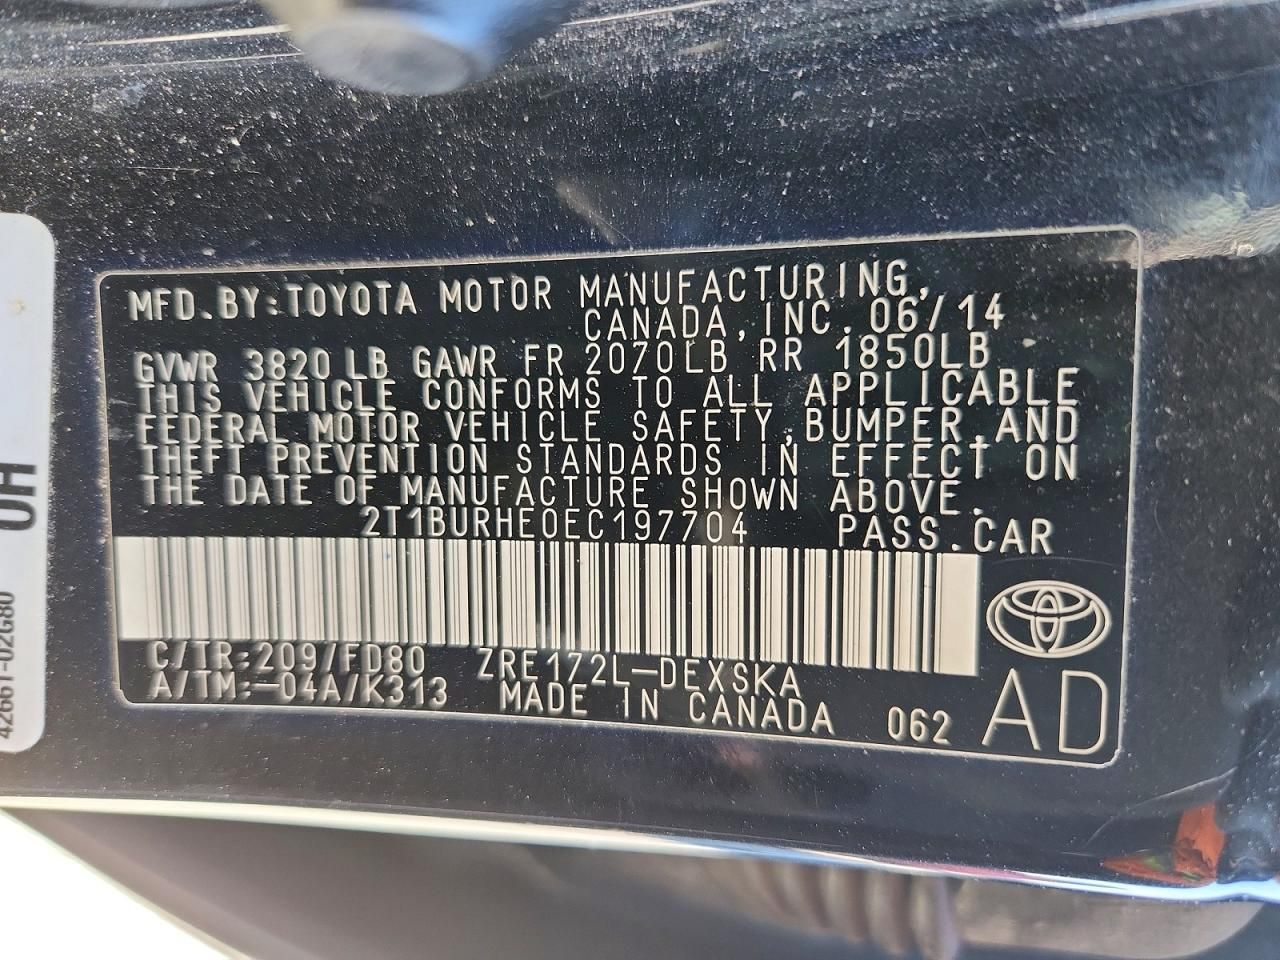 MFD.BY:TOYOTA MOTOR MANUFACTURING,
CANADA,INC. 06/14
GVWR 3820LB GAWR FR 2070LB RR 1850LB
THIS VEHICLE CONFORMS TO ALL APPLICABLE
FEDERAL MOTOR VEHICLE SAFETY,BUMPER,AND
THEFT PREVENTION STANDARDS IN EFFECT ON
THE DATE OF MANUFACTURE SHOWN ABOVE.
2T1BURHE0EC197704 PASS.CAR
C/TR:209/FD80 ZRE172L-DEXSKA
A/TM:-04A/K313 MADE IN CANADA 062 AD
42661-02G80 0H